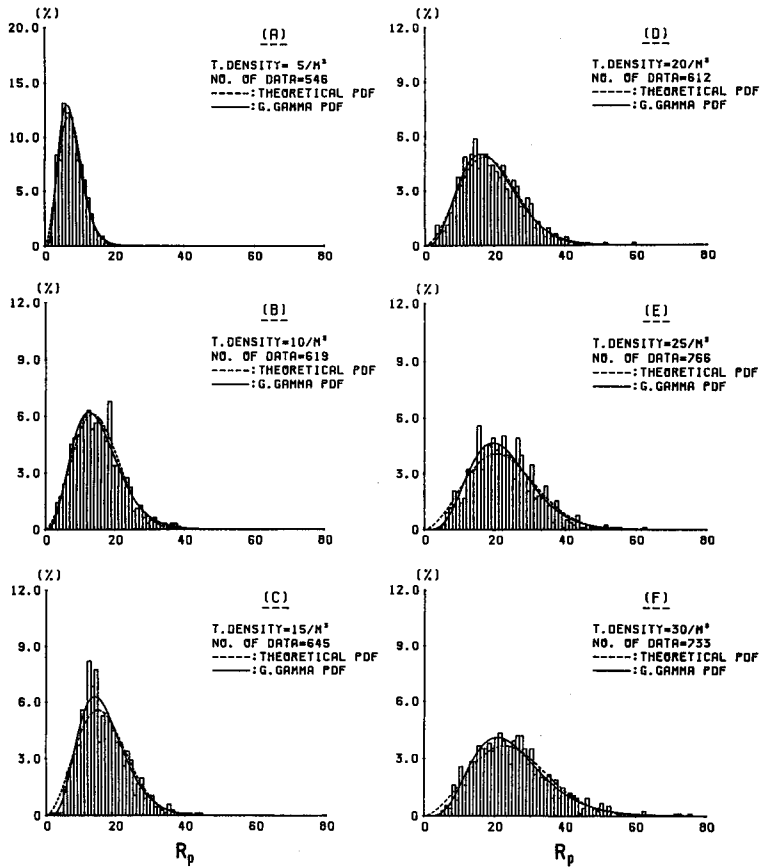 (%)
20.0
15.0
10.0
5.0
0
0 20 40 60 80
(A)
T.DENSITY= 5/M³
NO. OF DATA=546
-----:THEORETICAL PDF
——:G.GAMMA PDF
(%)
12.0
9.0
6.0
3.0
0
0 20 40 60 80
(D)
T.DENSITY=20/M³
NO. OF DATA=612
-----:THEORETICAL PDF
——:G.GAMMA PDF
(%)
12.0
9.0
6.0
3.0
0
0 20 40 60 80
(B)
T.DENSITY=10/M³
NO. OF DATA=619
-----:THEORETICAL PDF
——:G.GAMMA PDF
(%)
12.0
9.0
6.0
3.0
0
0 20 40 60 80
(E)
T.DENSITY=25/M³
NO. OF DATA=766
-----:THEORETICAL PDF
——:G.GAMMA PDF
(%)
12.0
9.0
6.0
3.0
0
0 20 40 60 80
Rp
(C)
T.DENSITY=15/M³
NO. OF DATA=645
-----:THEORETICAL PDF
——:G.GAMMA PDF
(%)
12.0
9.0
6.0
3.0
0
0 20 40 60 80
Rp
(F)
T.DENSITY=30/M³
NO. OF DATA=733
-----:THEORETICAL PDF
——:G.GAMMA PDF